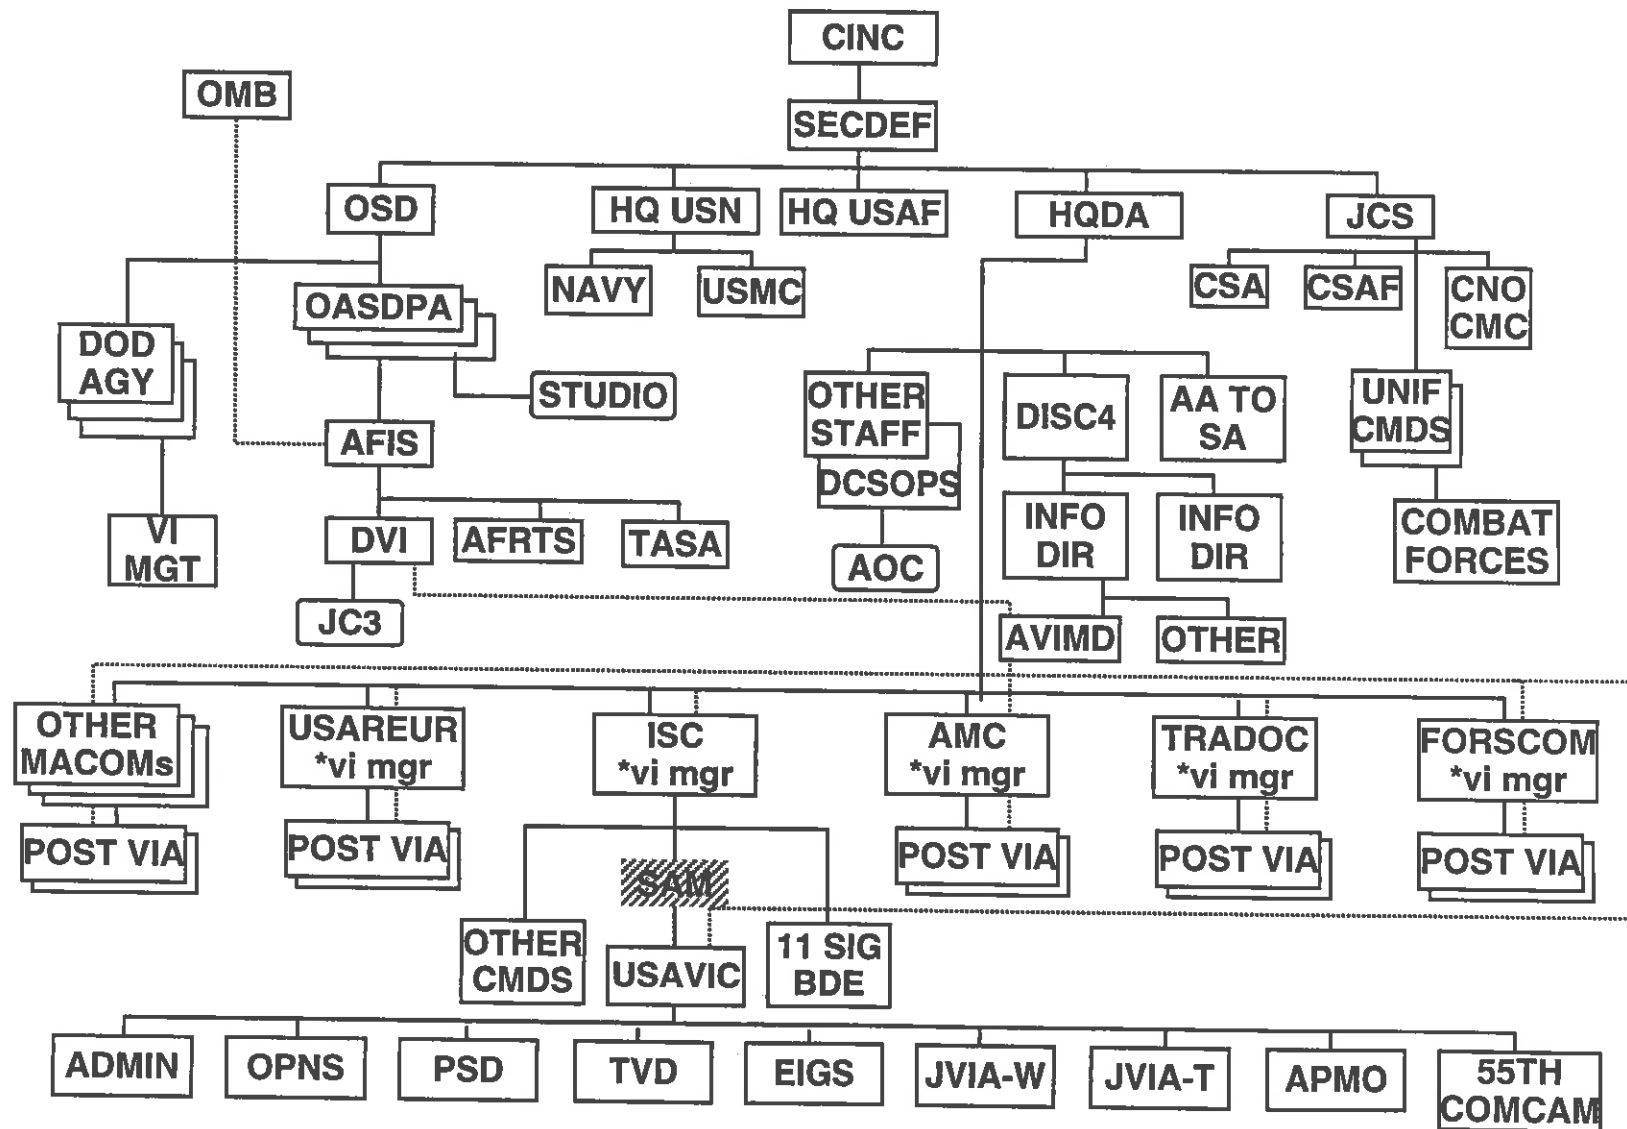 CINC
OMB
SECDEF
OSD
HQ USN
HQ USAF
HQDA
JCS
NAVY
USMC
CSA
CSAF
CNO
CMC
OASDPA
DOD
AGY
STUDIO
OTHER
STAFF
DCSOPS
DISC4
AA TO
SA
UNIF
CMDS
AFIS
VI
MGT
DVI
AFRTS
TASA
AOC
INFO
DIR
INFO
DIR
COMBAT
FORCES
JC3
AVIMD
OTHER
OTHER
MACOMs
USAREUR
*vi mgr
ISC
*vi mgr
AMC
*vi mgr
TRADOC
*vi mgr
FORSCOM
*vi mgr
POST VIA
POST VIA
POST VIA
POST VIA
POST VIA
SAM
OTHER
CMDS
USAVIC
11 SIG
BDE
ADMIN
OPNS
PSD
TVD
EIGS
JVIA-W
JVIA-T
APMO
55TH
COMCAM